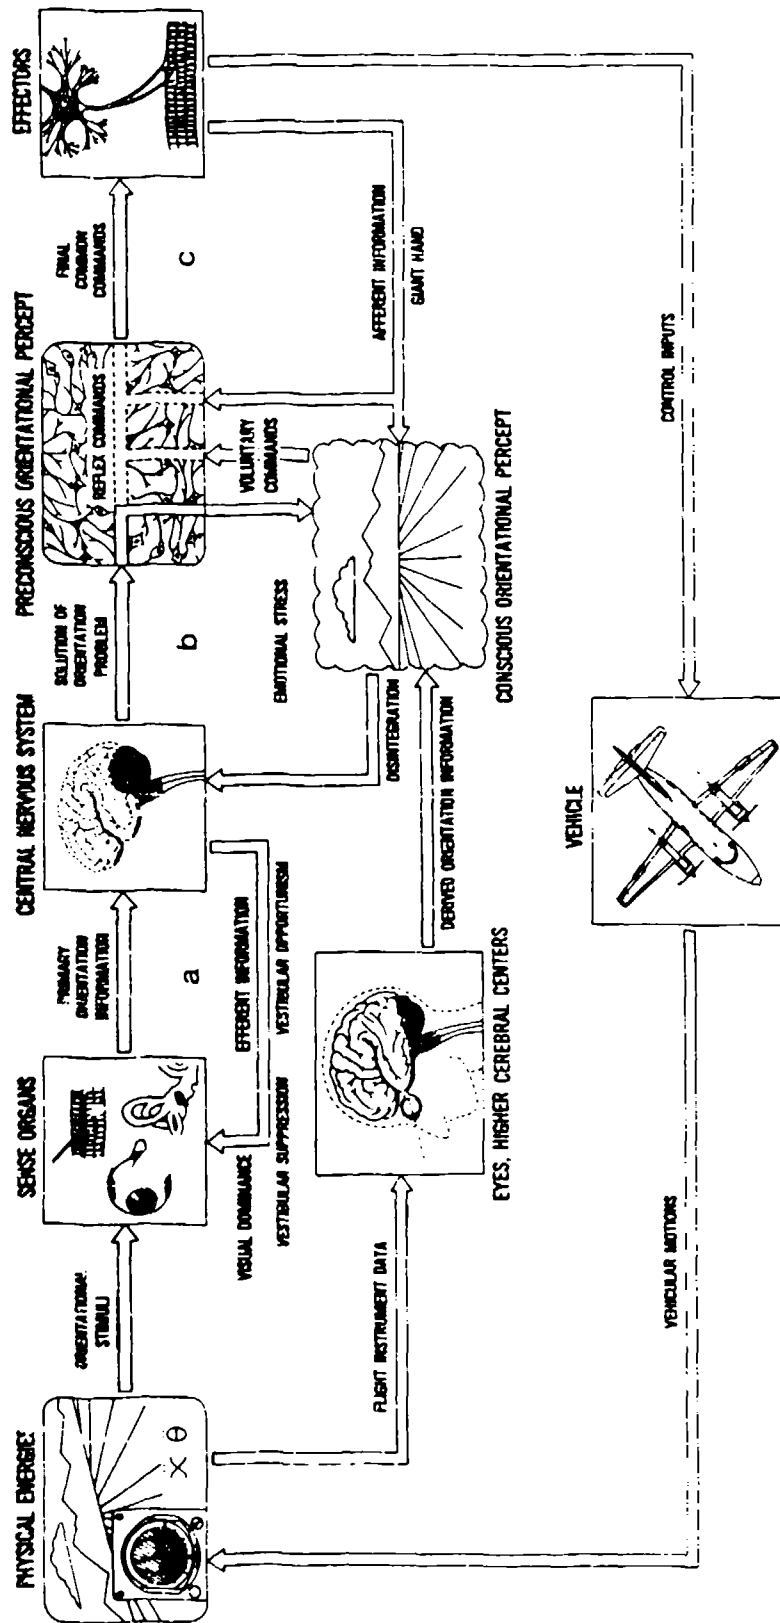 PHYSICAL ENERGIES
SENSE ORGANS
CENTRAL NERVOUS SYSTEM
PRECONSCIOUS ORIENTATIONAL PERCEPT
EFFECTORS
ORIENTATIONAL
STIMULI
PRIMARY
ORIENTATION
INFORMATION
a
SOLUTION OF
ORIENTATION
PROBLEM
b
REFLEX COMMANDS
FINAL
COMMON
COMMANDS
c
X θ
VISUAL DOMINANCE
EFFERENT INFORMATION
VESTIBULAR SUPPRESSION
VESTIBULAR OPPORTUNISM
EMOTIONAL STRESS
DISINTEGRATION
VOLUNTARY
COMMANDS
AFFERENT INFORMATION
GIANT HAND
FLIGHT INSTRUMENT DATA
EYES, HIGHER CEREBRAL CENTERS
DERIVED ORIENTATION INFORMATION
CONSCIOUS ORIENTATIONAL PERCEPT
VEHICULAR MOTIONS
VEHICLE
CONTROL INPUTS